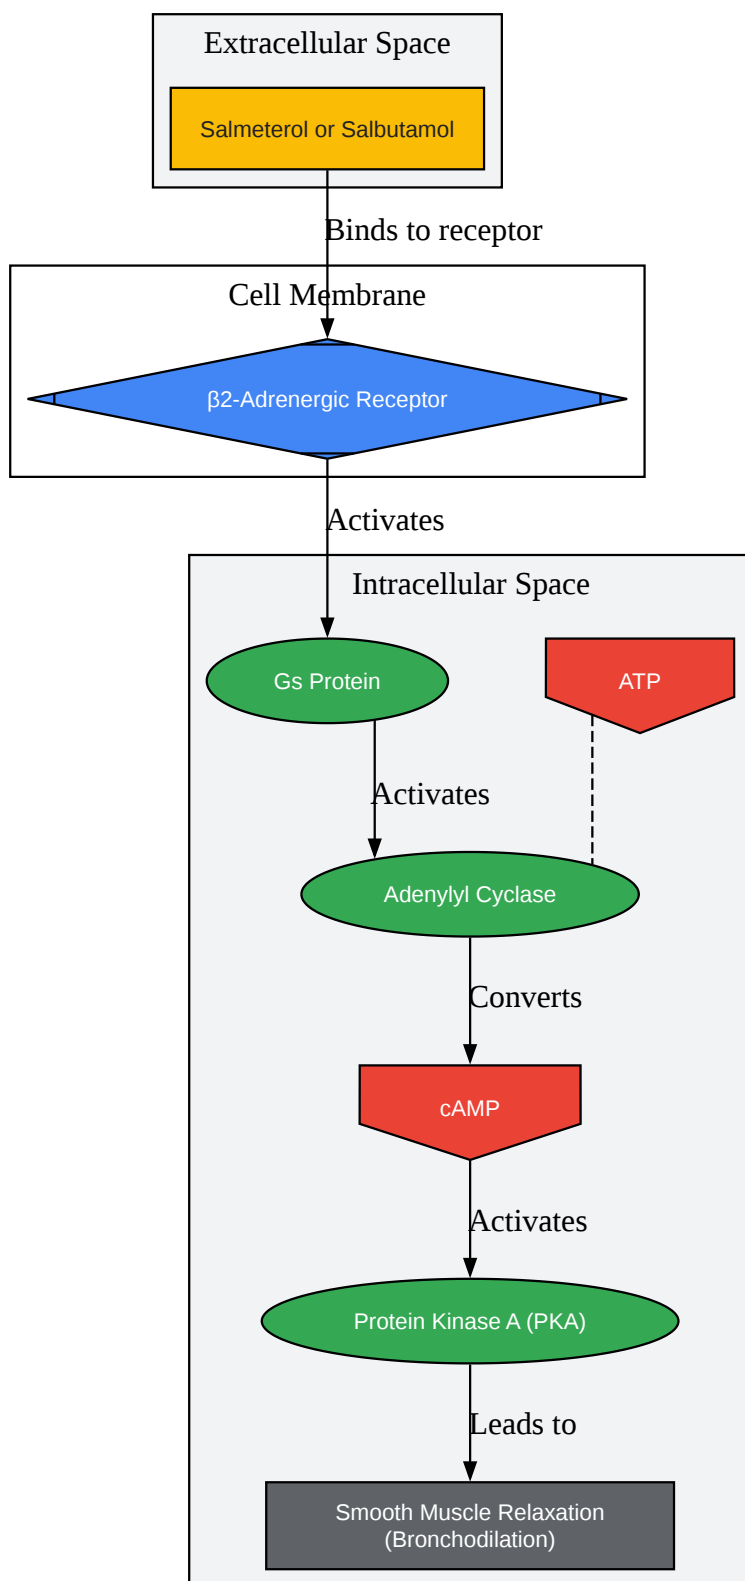 Extracellular Space
Salmeterol or Salbutamol
Binds to receptor
Cell Membrane
β2-Adrenergic Receptor
Activates
Intracellular Space
Gs Protein
ATP
Activates
Adenylyl Cyclase
Converts
cAMP
Activates
Protein Kinase A (PKA)
Leads to
Smooth Muscle Relaxation
(Bronchodilation)